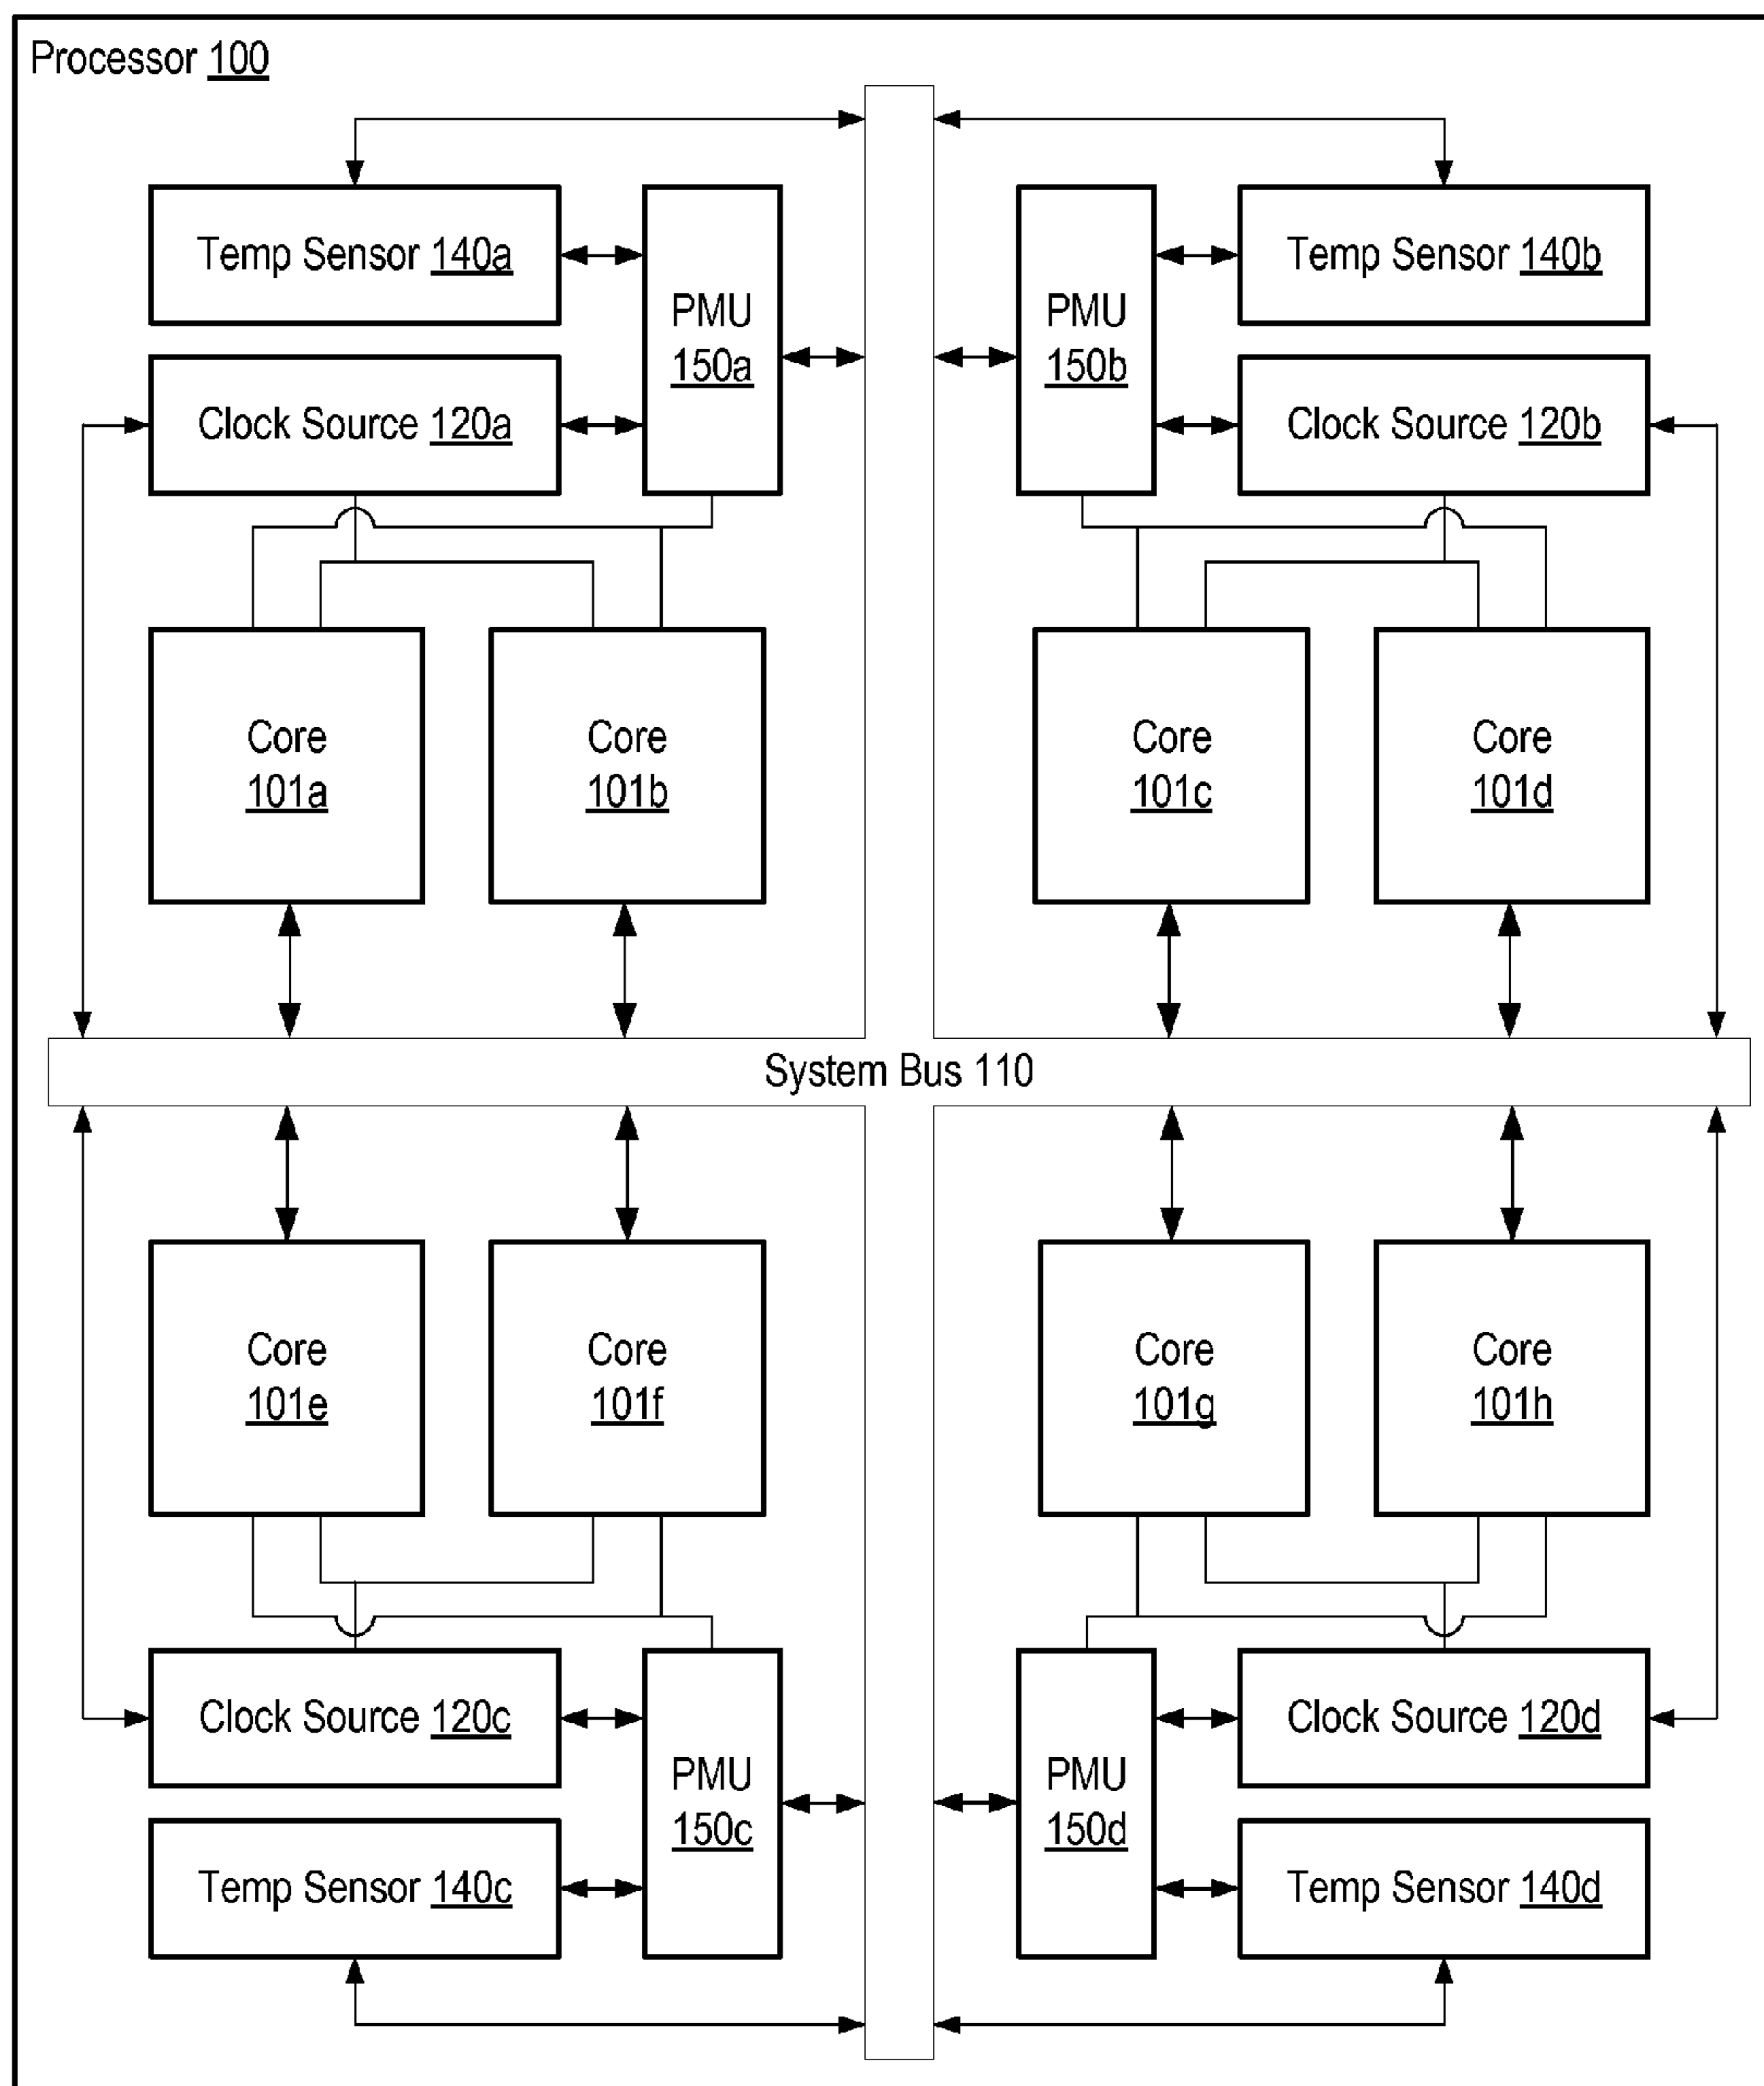 Processor 100
Temp Sensor 140a
PMU
150a
Clock Source 120a
PMU
150b
Temp Sensor 140b
Clock Source 120b
Core
101a
Core
101b
Core
101c
Core
101d
System Bus 110
Core
101e
Core
101f
Core
101g
Core
101h
Clock Source 120c
PMU
150c
Temp Sensor 140c
PMU
150d
Clock Source 120d
Temp Sensor 140d